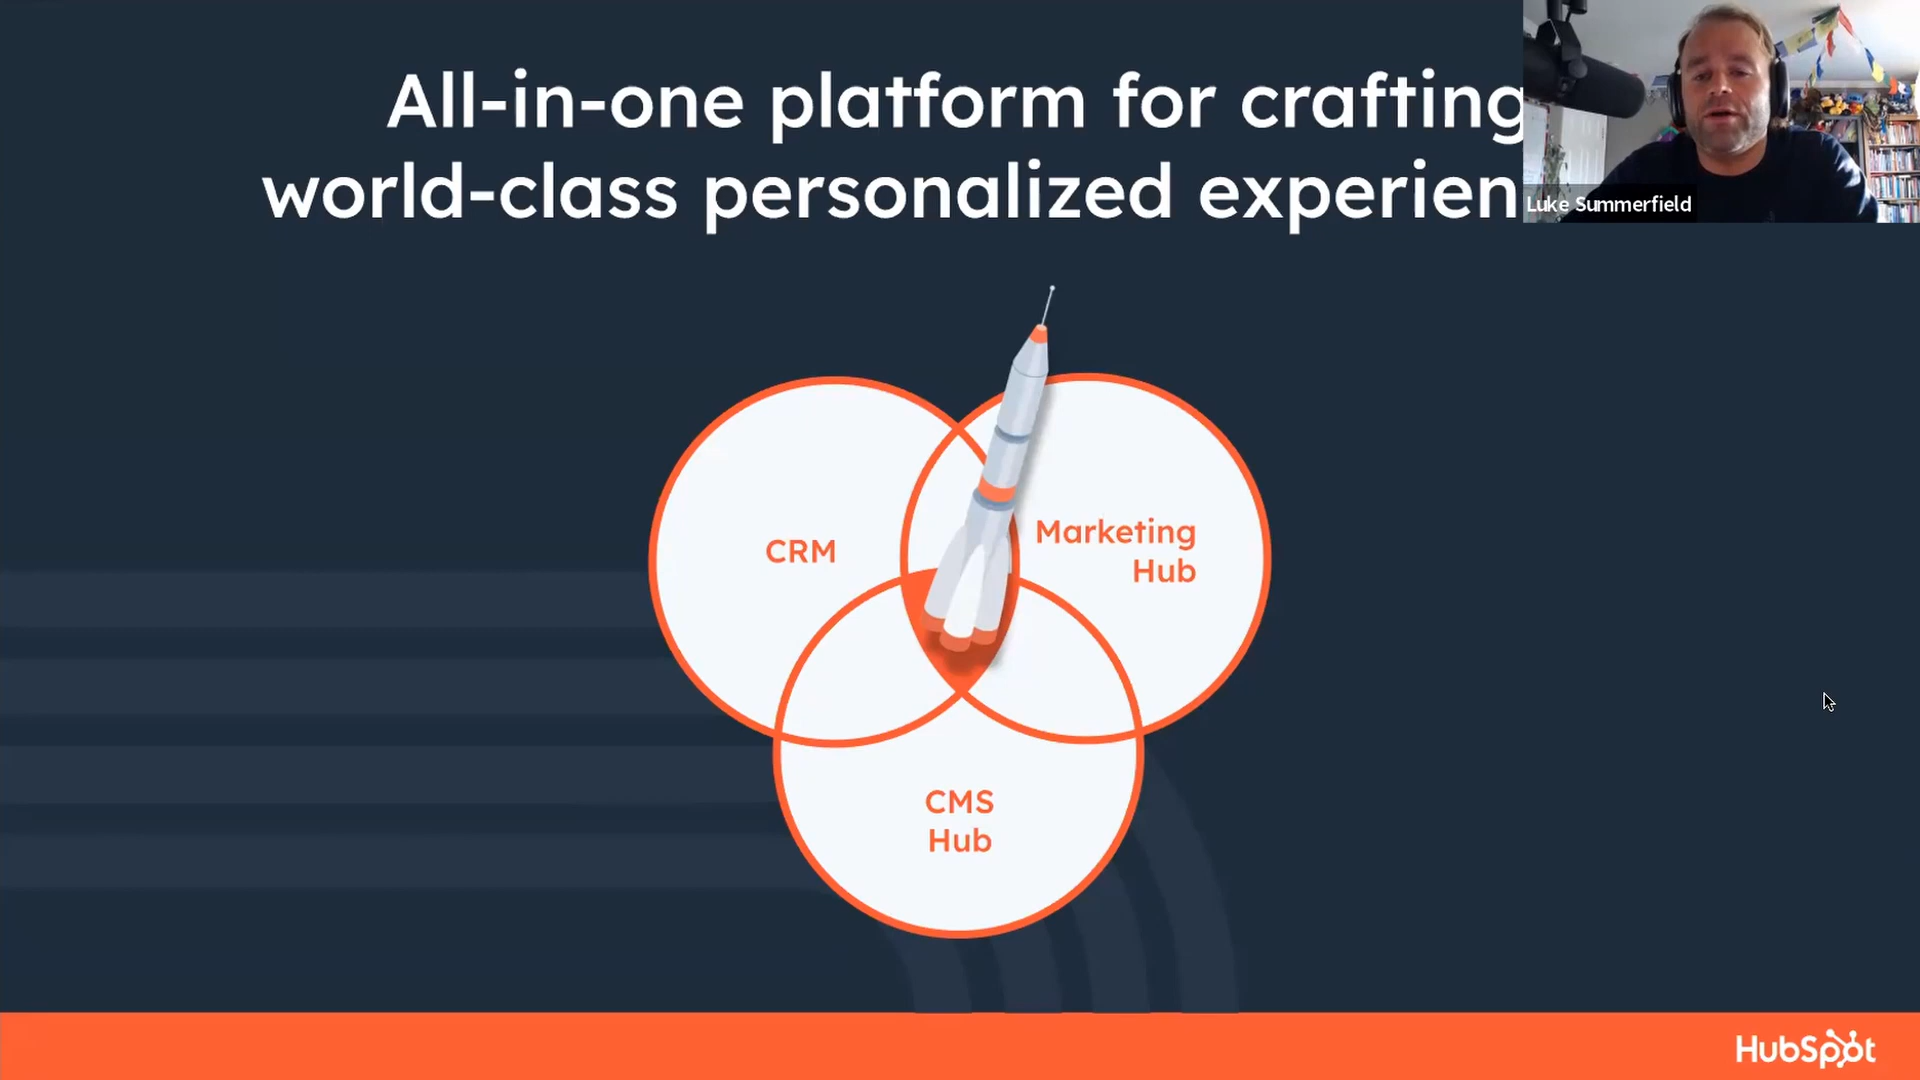 All-in-one platform for crafting
world-class personalized experien
Luke Summerfield
CRM
Marketing
Hub
CMS
Hub
HubSpot